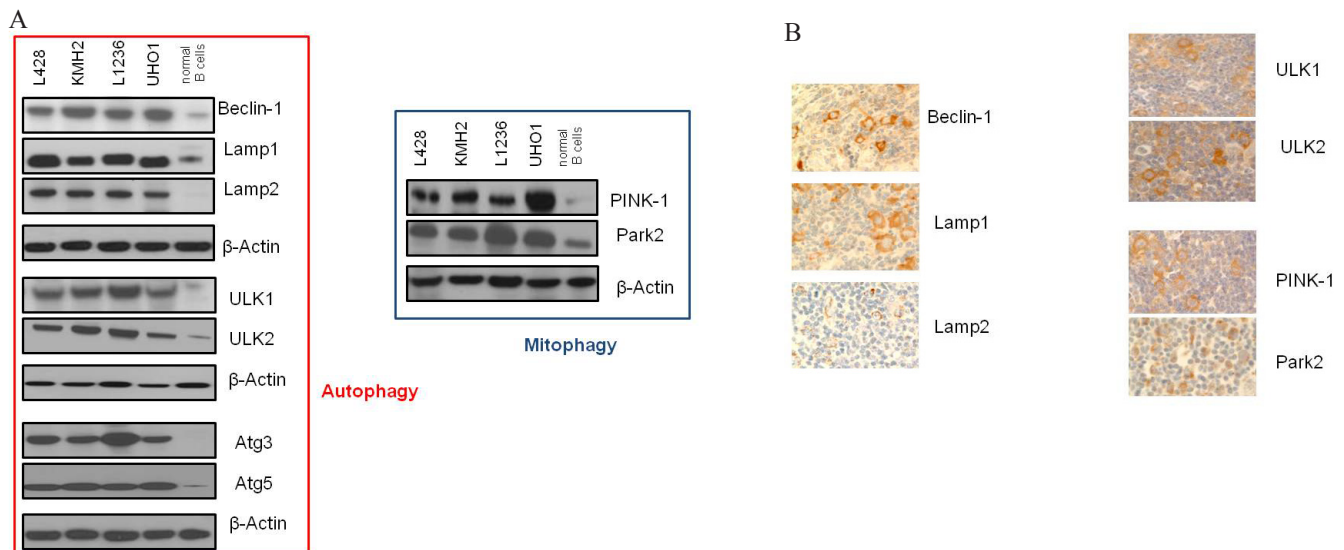 A
L428
KMH2
L1236
UHO1
normal
B cells
Beclin-1
Lamp1
Lamp2
β-Actin
ULK1
ULK2
β-Actin
Atg3
Atg5
β-Actin
Autophagy
L428
KMH2
L1236
UHO1
normal
B cells
PINK-1
Park2
β-Actin
Mitophagy
B
Beclin-1
Lamp1
Lamp2
ULK1
ULK2
PINK-1
Park2